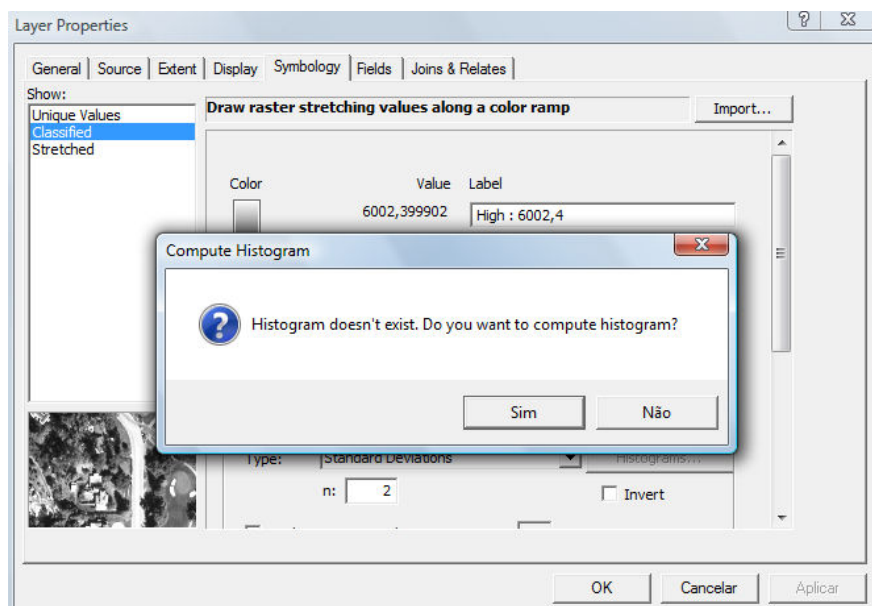 Layer Properties
General Source Extent Display Symbology Fields Joins & Relates
Show:
Unique Values
Classified
Stretched
Draw raster stretching values along a color ramp
Import...
Color Value Label
6002,399902 High : 6002,4
Compute Histogram
Histogram doesn't exist. Do you want to compute histogram?
Sim Não
Type: Standard Deviations Histograms...
n: 2 Invert
OK Cancelar Aplicar